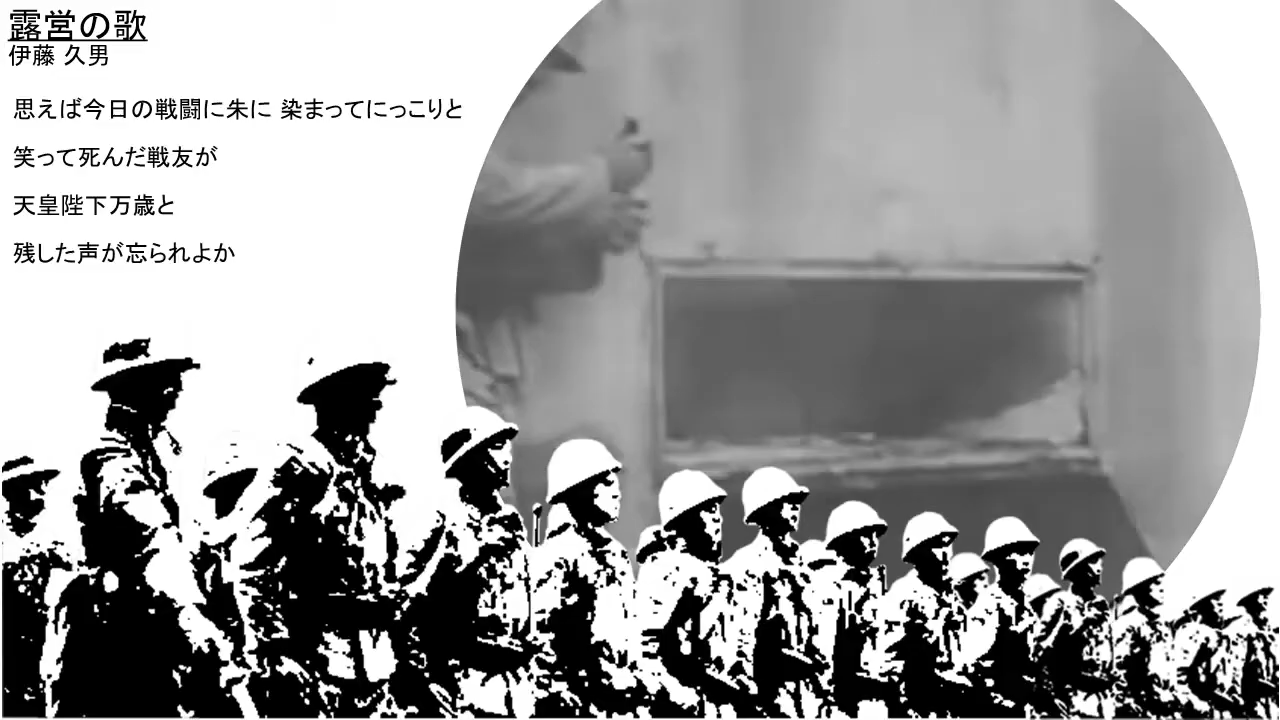 露営の歌
伊藤 久男
思えば今日の戦闘に朱に 染まってにっこりと
笑って死んだ戦友が
天皇陛下万歳と
残した声が忘られよか